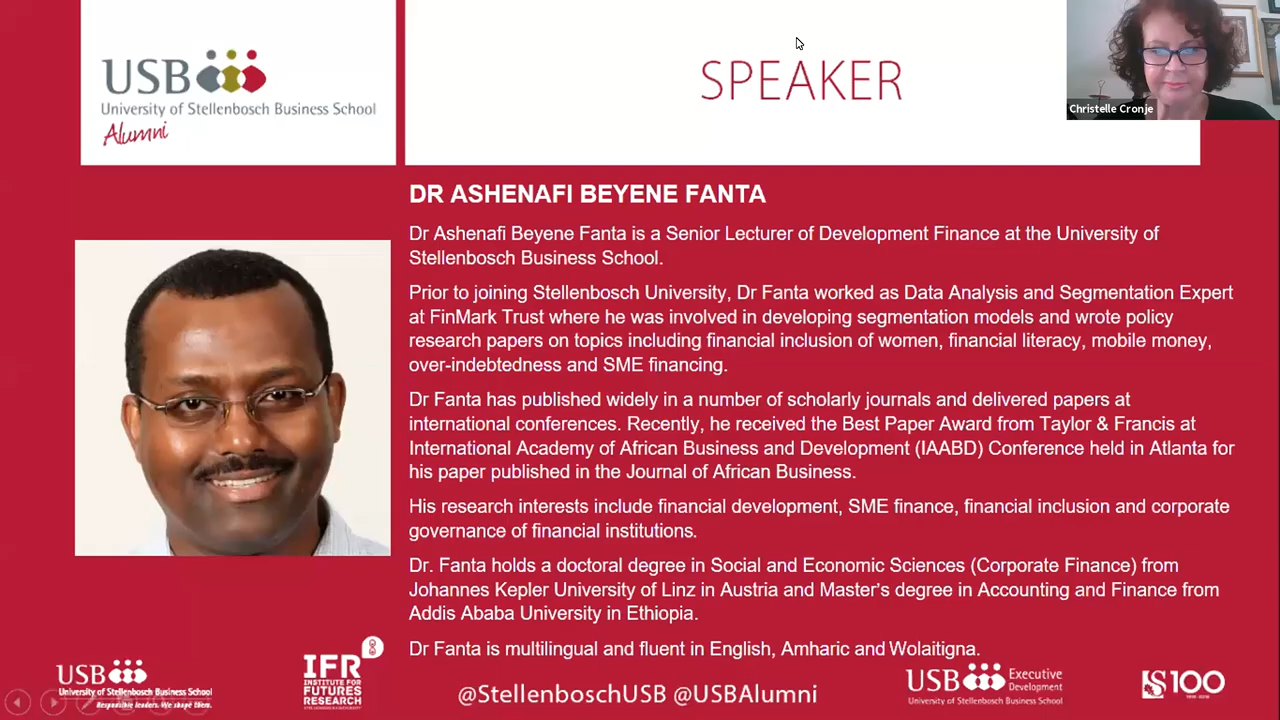 USB
University of Stellenbosch Business School
Alumni
SPEAKER
Christelle Cronje
DR ASHENAFI BEYENE FANTA
Dr Ashenafi Beyene Fanta is a Senior Lecturer of Development Finance at the University of
Stellenbosch Business School.
Prior to joining Stellenbosch University, Dr Fanta worked as Data Analysis and Segmentation Expert
at FinMark Trust where he was involved in developing segmentation models and wrote policy
research papers on topics including financial inclusion of women, financial literacy, mobile money,
over-indebtedness and SME financing.
Dr Fanta has published widely in a number of scholarly journals and delivered papers at
international conferences. Recently, he received the Best Paper Award from Taylor & Francis at
International Academy of African Business and Development (IAABD) Conference held in Atlanta for
his paper published in the Journal of African Business.
His research interests include financial development, SME finance, financial inclusion and corporate
governance of financial institutions.
Dr. Fanta holds a doctoral degree in Social and Economic Sciences (Corporate Finance) from
Johannes Kepler University of Linz in Austria and Master's degree in Accounting and Finance from
Addis Ababa University in Ethiopia.
Dr Fanta is multilingual and fluent in English, Amharic and Wolaitigna.
USB
University of Stellenbosch Business School
Responsible leaders. We shape them.
IFR
INSTITUTE FOR
FUTURES
RESEARCH
@StellenboschUSB @USBAlumni
USB Executive
Development
University of Stellenbosch Business School
S100